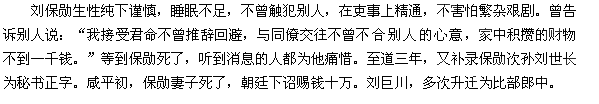 刘保勋生性纯下谨慎，睡眠不足，不曾触犯别人，在吏事上精通，不害怕繁杂艰剧。曾告
诉别人说：“我接受君命不曾推辞回避，与同僚交往不曾不合别人的心意，家中积攒的财物
不到一千钱。”等到保勋死了，听到消息的人都为他痛惜。至道三年，又补录保勋次孙刘世长
为秘书正字。咸平初，保勋妻子死了，朝廷下诏赐钱十万。刘巨川，多次升迁为比部郎中。